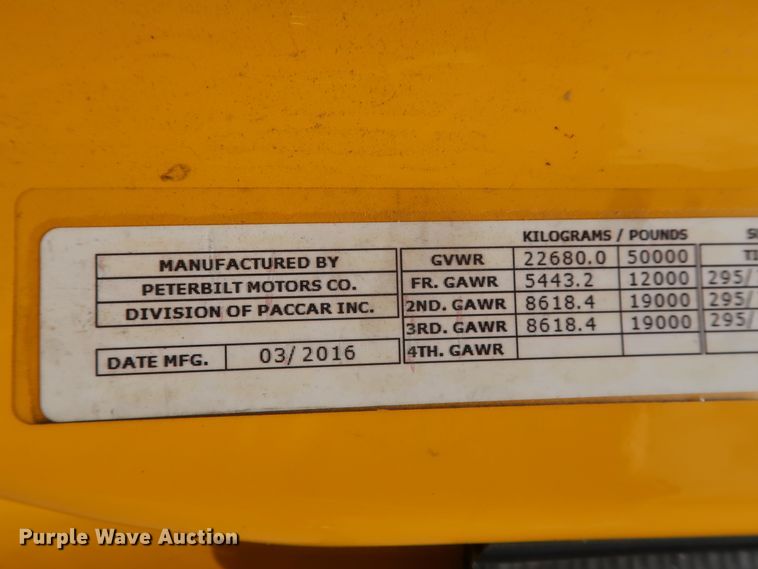 KILOGRAMS / POUNDS
MANUFACTURED BY
PETERBILT MOTORS CO.
DIVISION OF PACCAR INC.
DATE MFG. 03/2016
GVWR 22680.0 50000
FR. GAWR 5443.2 12000 295/
2ND. GAWR 8618.4 19000 295/
3RD. GAWR 8618.4 19000 295/
4TH. GAWR
Purple Wave Auction®